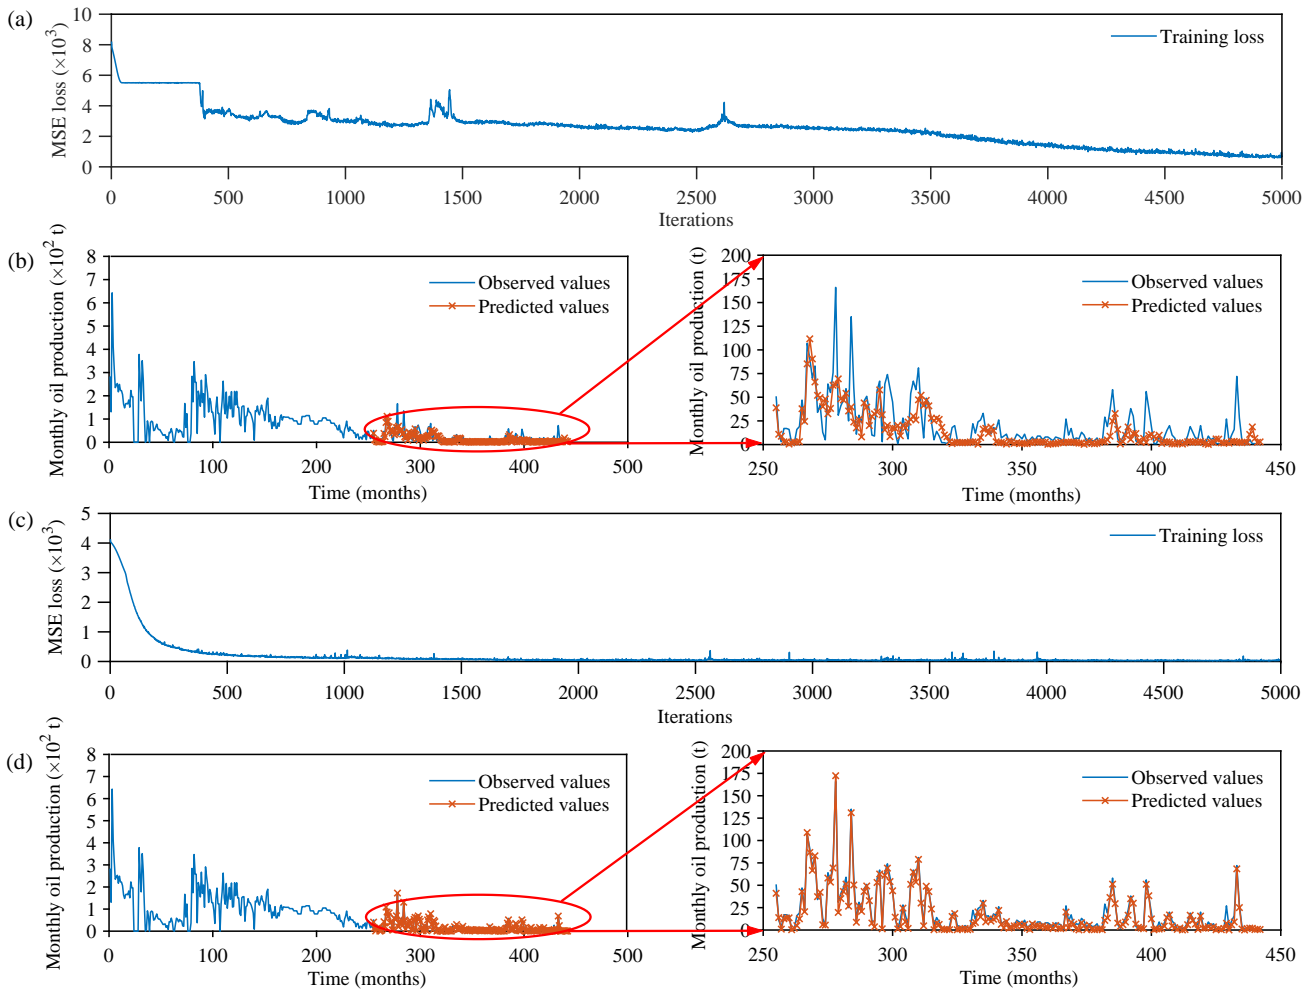 (a)
MSE loss (×10³)
10
8
6
4
2
0
Training loss
0 500 1000 1500 2000 2500 3000 3500 4000 4500 5000
Iterations
(b)
Monthly oil production (×10² t)
8
7
6
5
4
3
2
1
0
Observed values
Predicted values
0 100 200 300 400 500
Time (months)
Monthly oil production (t)
200
175
150
125
100
75
50
25
0
Observed values
Predicted values
250 300 350 400 450
Time (months)
(c)
MSE loss (×10³)
5
4
3
2
1
0
Training loss
0 500 1000 1500 2000 2500 3000 3500 4000 4500 5000
Iterations
(d)
Monthly oil production (×10² t)
8
7
6
5
4
3
2
1
0
Observed values
Predicted values
0 100 200 300 400 500
Time (months)
Monthly oil production (t)
200
175
150
125
100
75
50
25
0
Observed values
Predicted values
250 300 350 400 450
Time (months)